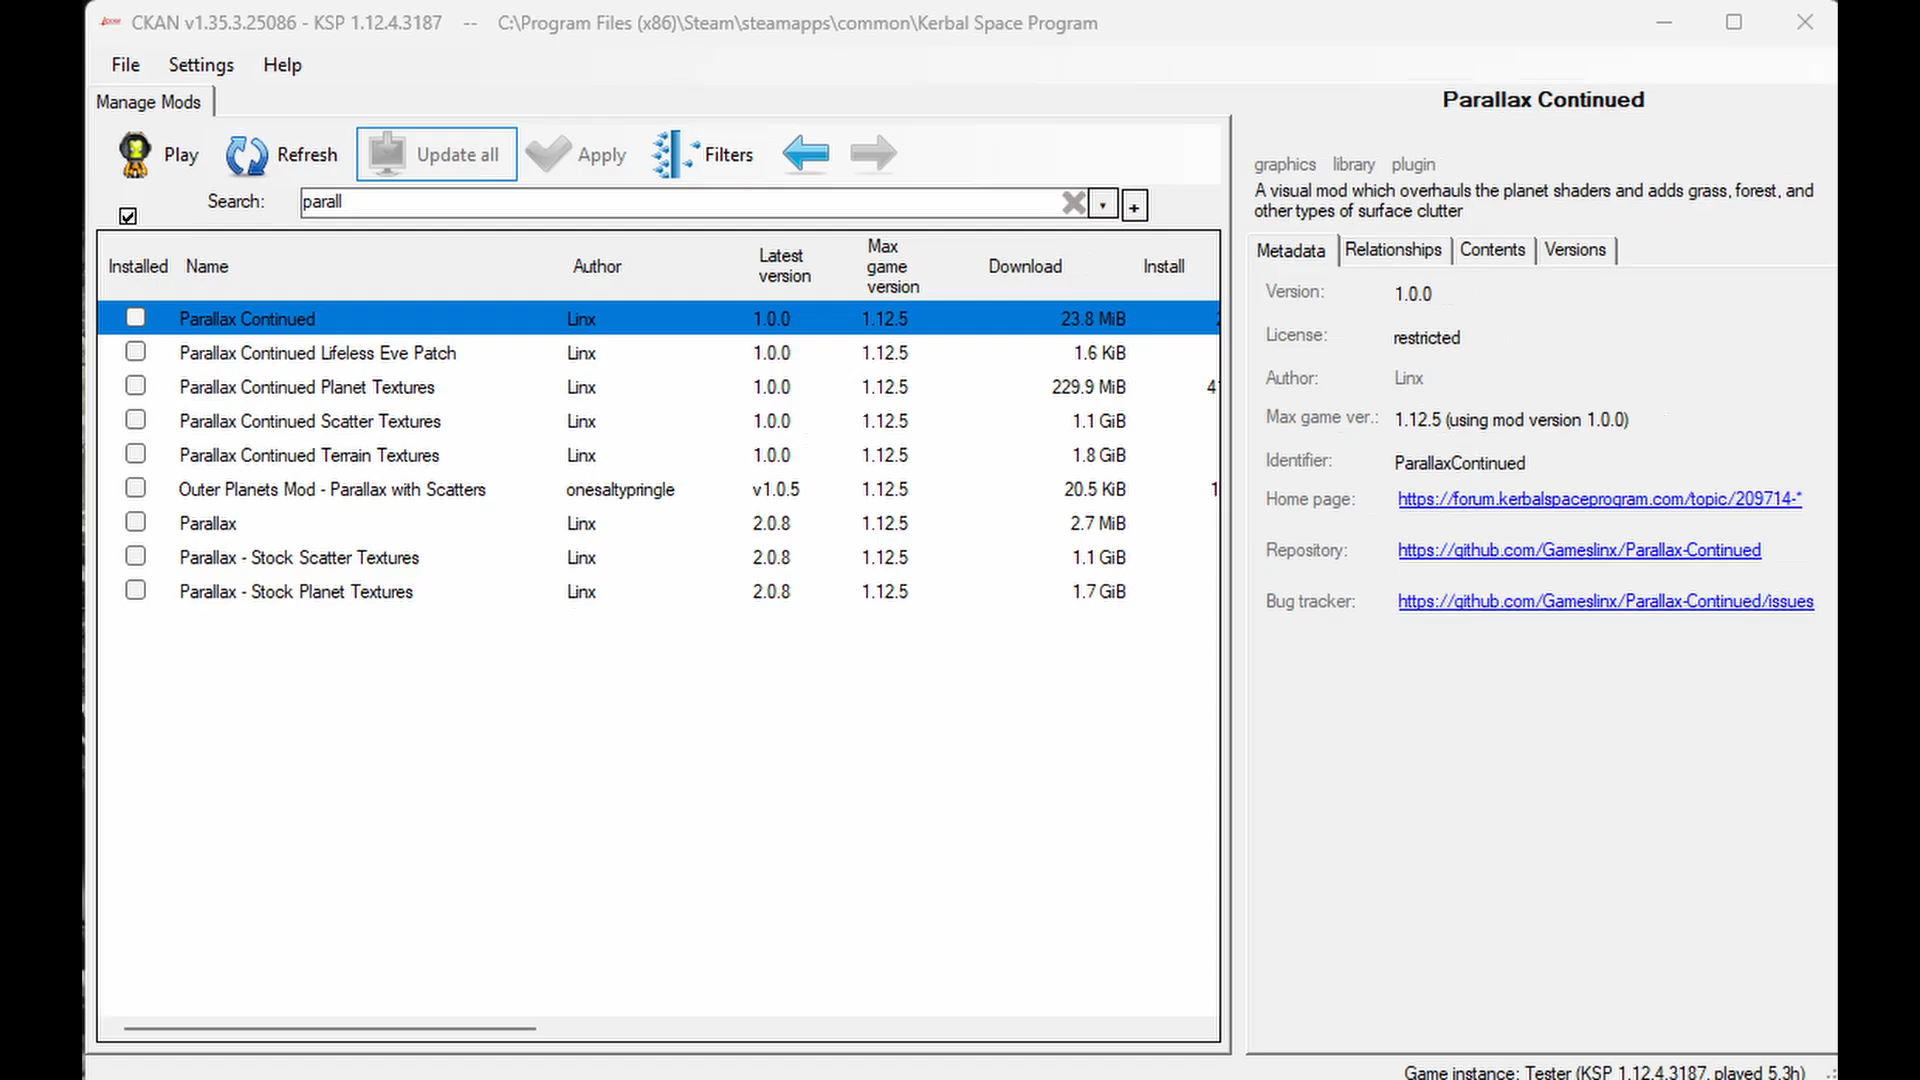 CKAN v1.35.3.25086 - KSP 1.12.4.3187 -- C:\Program Files (x86)\Steam\steamapps\common\Kerbal Space Program
File Settings Help
Manage Mods
Play Refresh Update all Apply Filters
Search: parall
+
Installed Name Author Latest version Max game version Download Install
Parallax Continued Linx 1.0.0 1.12.5 23.8 MiB
Parallax Continued Lifeless Eve Patch Linx 1.0.0 1.12.5 1.6 KiB
Parallax Continued Planet Textures Linx 1.0.0 1.12.5 229.9 MiB 41
Parallax Continued Scatter Textures Linx 1.0.0 1.12.5 1.1 GiB
Parallax Continued Terrain Textures Linx 1.0.0 1.12.5 1.8 GiB
Outer Planets Mod - Parallax with Scatters onesaltypringle v1.0.5 1.12.5 20.5 KiB 1
Parallax Linx 2.0.8 1.12.5 2.7 MiB
Parallax - Stock Scatter Textures Linx 2.0.8 1.12.5 1.1 GiB
Parallax - Stock Planet Textures Linx 2.0.8 1.12.5 1.7 GiB
Parallax Continued
graphics library plugin
A visual mod which overhauls the planet shaders and adds grass, forest, and
other types of surface clutter
Metadata Relationships Contents Versions
Version: 1.0.0
License: restricted
Author: Linx
Max game ver.: 1.12.5 (using mod version 1.0.0)
Identifier: ParallaxContinued
Home page: https://forum.kerbalspaceprogram.com/topic/209714-*
Repository: https://github.com/Gameslinx/Parallax-Continued
Bug tracker: https://github.com/Gameslinx/Parallax-Continued/issues
Game instance: Tester (KSP 1.12.4.3187, played 5.3h)